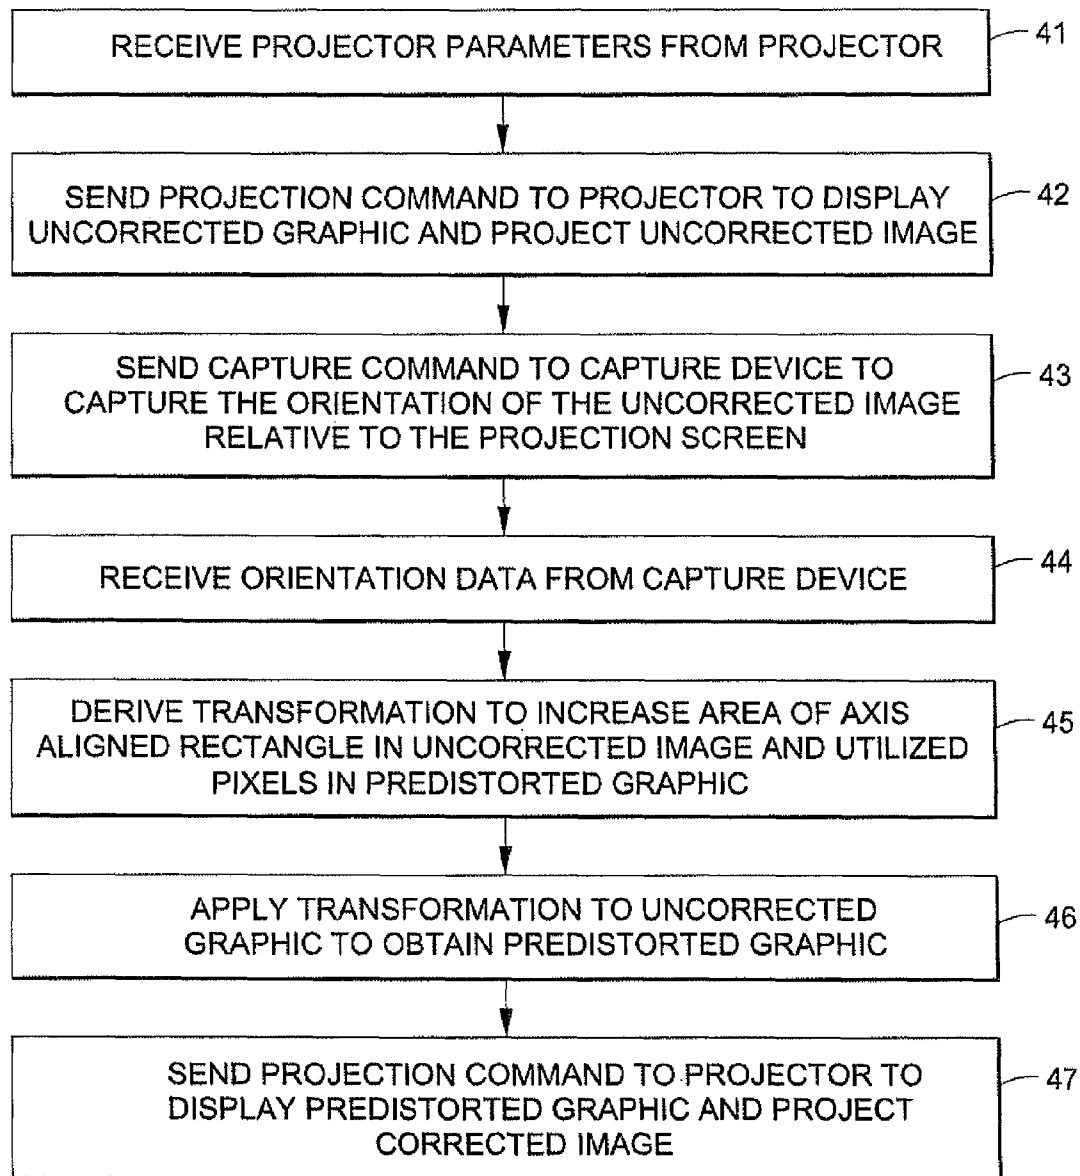 RECEIVE PROJECTOR PARAMETERS FROM PROJECTOR
41
SEND PROJECTION COMMAND TO PROJECTOR TO DISPLAY
UNCORRECTED GRAPHIC AND PROJECT UNCORRECTED IMAGE
42
SEND CAPTURE COMMAND TO CAPTURE DEVICE TO
CAPTURE THE ORIENTATION OF THE UNCORRECTED IMAGE
RELATIVE TO THE PROJECTION SCREEN
43
RECEIVE ORIENTATION DATA FROM CAPTURE DEVICE
44
DERIVE TRANSFORMATION TO INCREASE AREA OF AXIS
ALIGNED RECTANGLE IN UNCORRECTED IMAGE AND UTILIZED
PIXELS IN PREDISTORTED GRAPHIC
45
APPLY TRANSFORMATION TO UNCORRECTED
GRAPHIC TO OBTAIN PREDISTORTED GRAPHIC
46
SEND PROJECTION COMMAND TO PROJECTOR TO
DISPLAY PREDISTORTED GRAPHIC AND PROJECT
CORRECTED IMAGE
47